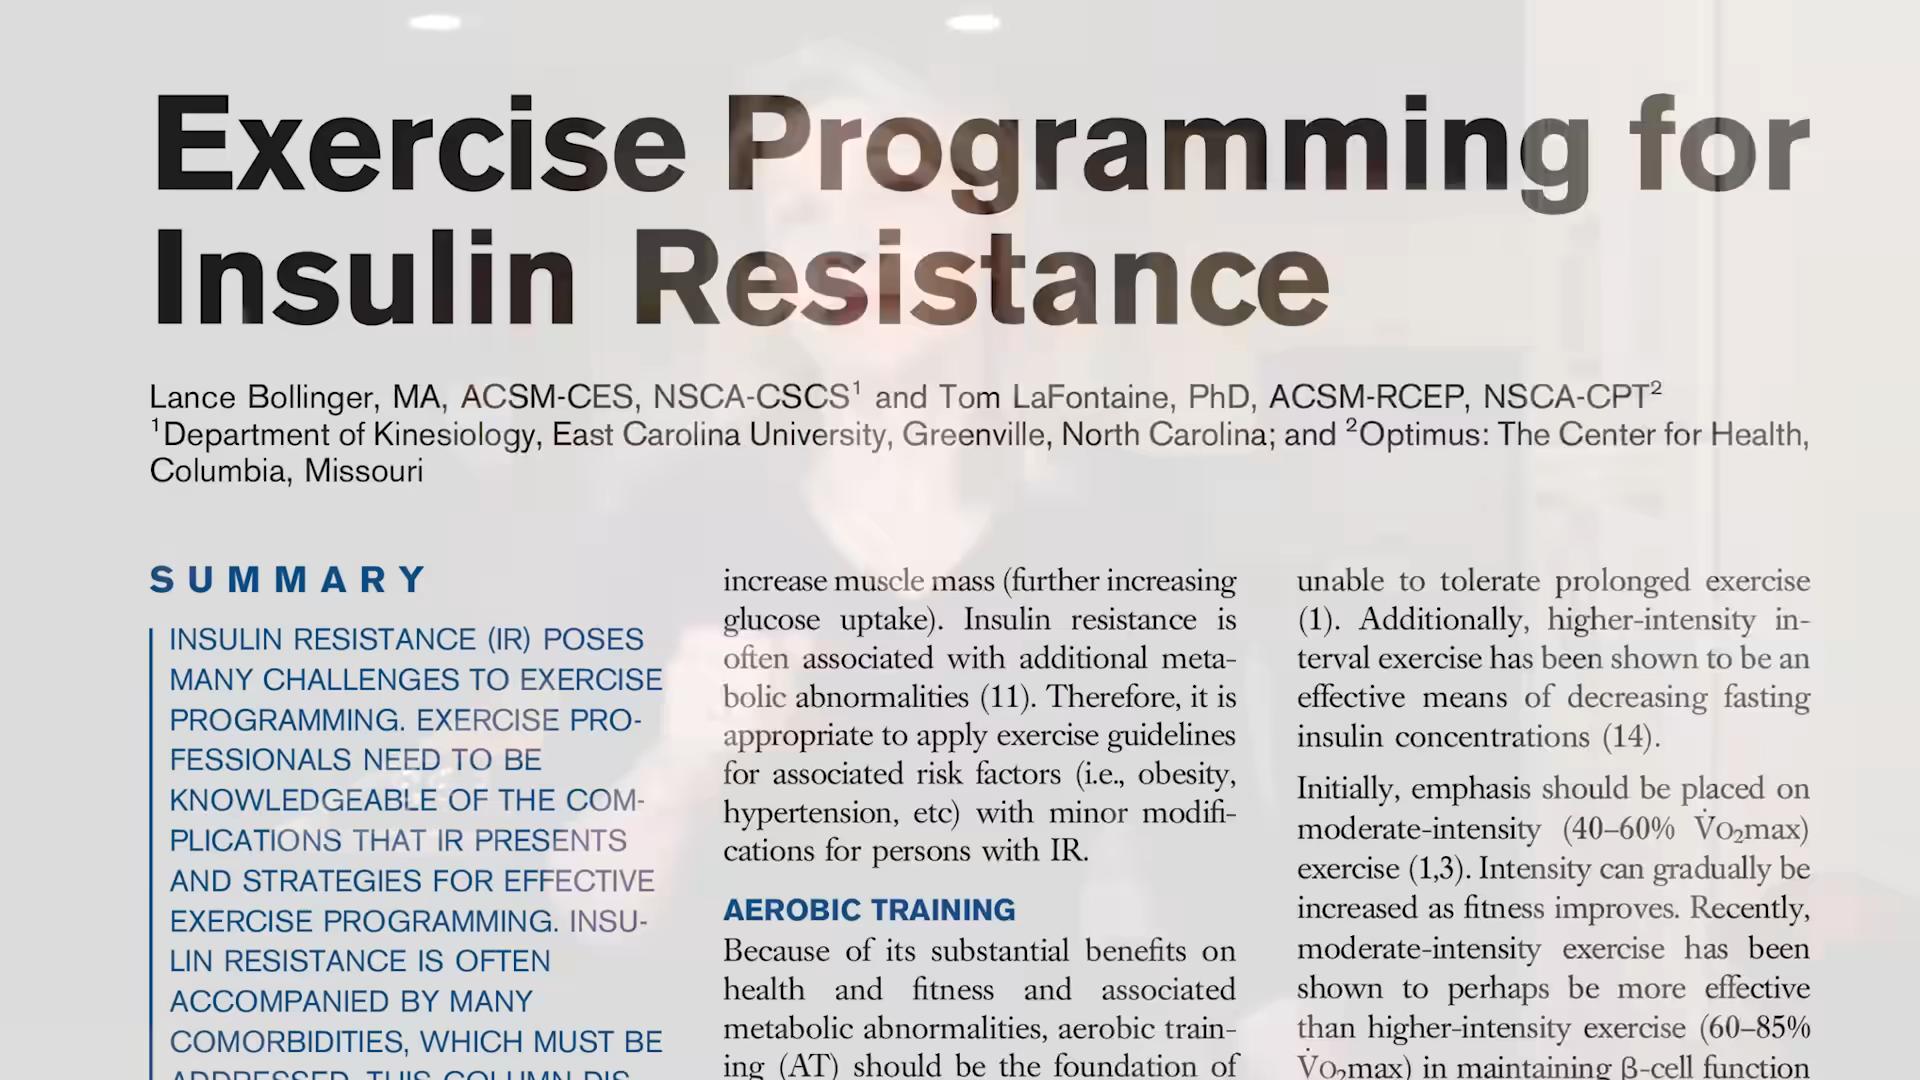 Exercise Programming for
Insulin Resistance
Lance Bollinger, MA, ACSM-CES, NSCA-CSCS¹ and Tom LaFontaine, PhD, ACSM-RCEP, NSCA-CPT²
¹Department of Kinesiology, East Carolina University, Greenville, North Carolina; and ²Optimus: The Center for Health,
Columbia, Missouri
SUMMARY
INSULIN RESISTANCE (IR) POSES
MANY CHALLENGES TO EXERCISE
PROGRAMMING. EXERCISE PRO-
FESSIONALS NEED TO BE
KNOWLEDGEABLE OF THE COM-
PLICATIONS THAT IR PRESENTS
AND STRATEGIES FOR EFFECTIVE
EXERCISE PROGRAMMING. INSU-
LIN RESISTANCE IS OFTEN
ACCOMPANIED BY MANY
COMORBIDITIES, WHICH MUST BE
ADDRESSED. THIS COLUMN DIS-
increase muscle mass (further increasing
glucose uptake). Insulin resistance is
often associated with additional meta-
bolic abnormalities (11). Therefore, it is
appropriate to apply exercise guidelines
for associated risk factors (i.e., obesity,
hypertension, etc) with minor modifi-
cations for persons with IR.
AEROBIC TRAINING
Because of its substantial benefits on
health and fitness and associated
metabolic abnormalities, aerobic train-
ing (AT) should be the foundation of
unable to tolerate prolonged exercise
(1). Additionally, higher-intensity in-
terval exercise has been shown to be an
effective means of decreasing fasting
insulin concentrations (14).
Initially, emphasis should be placed on
moderate-intensity (40–60% V̇O₂max)
exercise (1,3). Intensity can gradually be
increased as fitness improves. Recently,
moderate-intensity exercise has been
shown to perhaps be more effective
than higher-intensity exercise (60–85%
V̇O₂max) in maintaining β-cell function